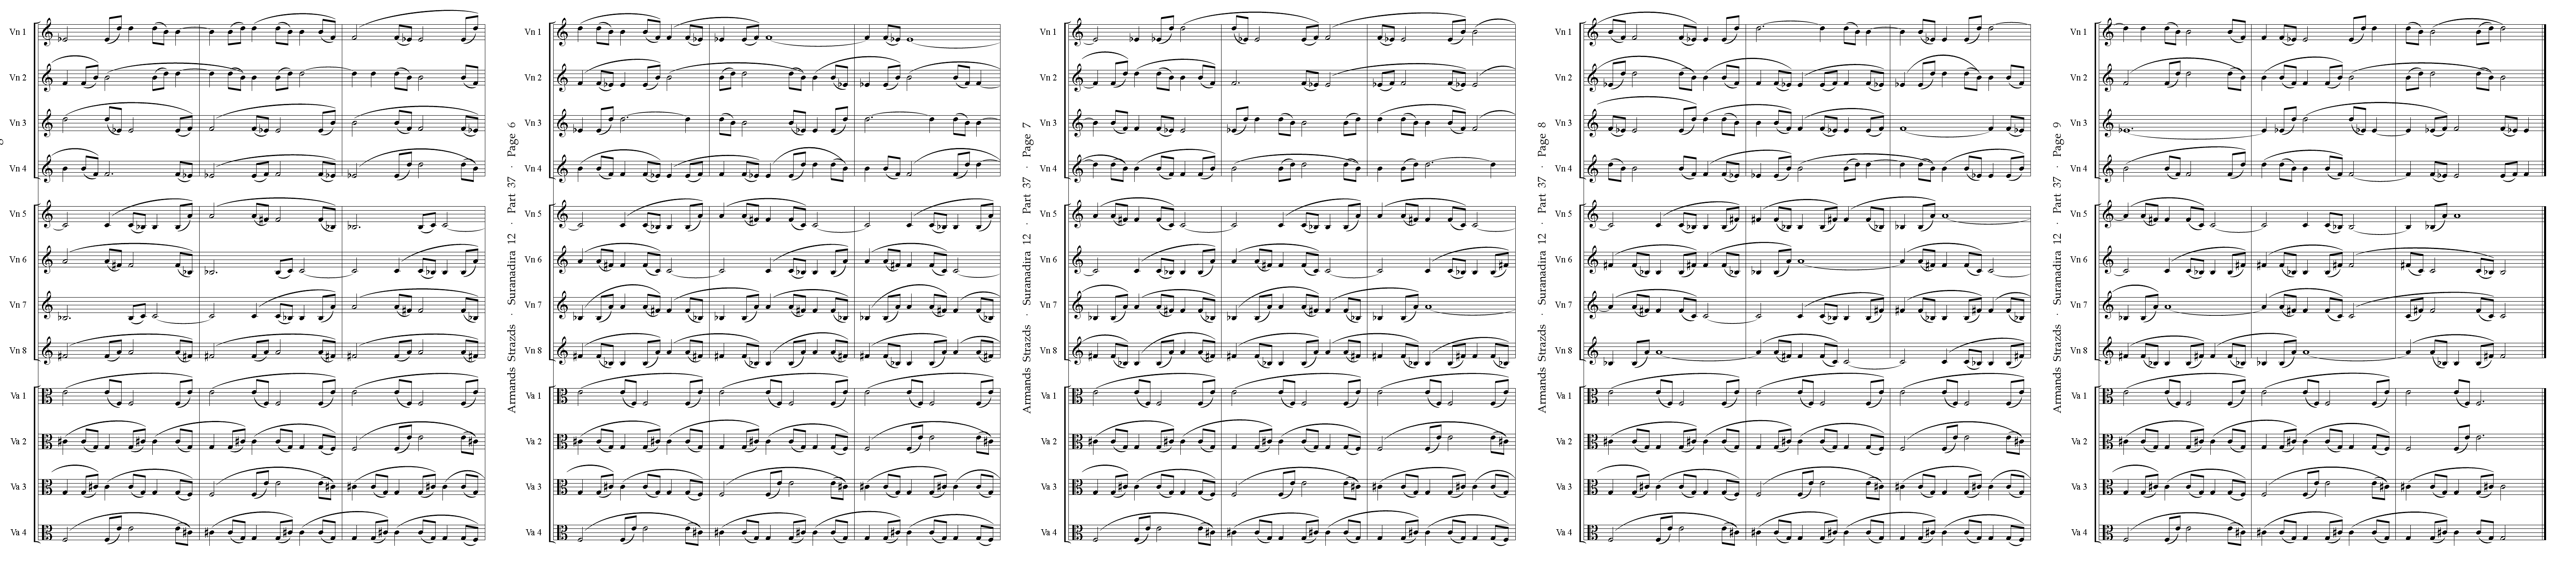 Vn 1
Vn 2
Vn 3
Vn 4
Vn 5
Vn 6
Vn 7
Vn 8
Va 1
Va 2
Va 3
Va 4
Armands Strazds · Suranadira 12 · Part 37 · Page 6
Vn 1
Vn 2
Vn 3
Vn 4
Vn 5
Vn 6
Vn 7
Vn 8
Va 1
Va 2
Va 3
Va 4
Armands Strazds · Suranadira 12 · Part 37 · Page 7
Vn 1
Vn 2
Vn 3
Vn 4
Vn 5
Vn 6
Vn 7
Vn 8
Va 1
Va 2
Va 3
Va 4
Armands Strazds · Suranadira 12 · Part 37 · Page 8
Vn 1
Vn 2
Vn 3
Vn 4
Vn 5
Vn 6
Vn 7
Vn 8
Va 1
Va 2
Va 3
Va 4
Armands Strazds · Suranadira 12 · Part 37 · Page 9
Vn 1
Vn 2
Vn 3
Vn 4
Vn 5
Vn 6
Vn 7
Vn 8
Va 1
Va 2
Va 3
Va 4